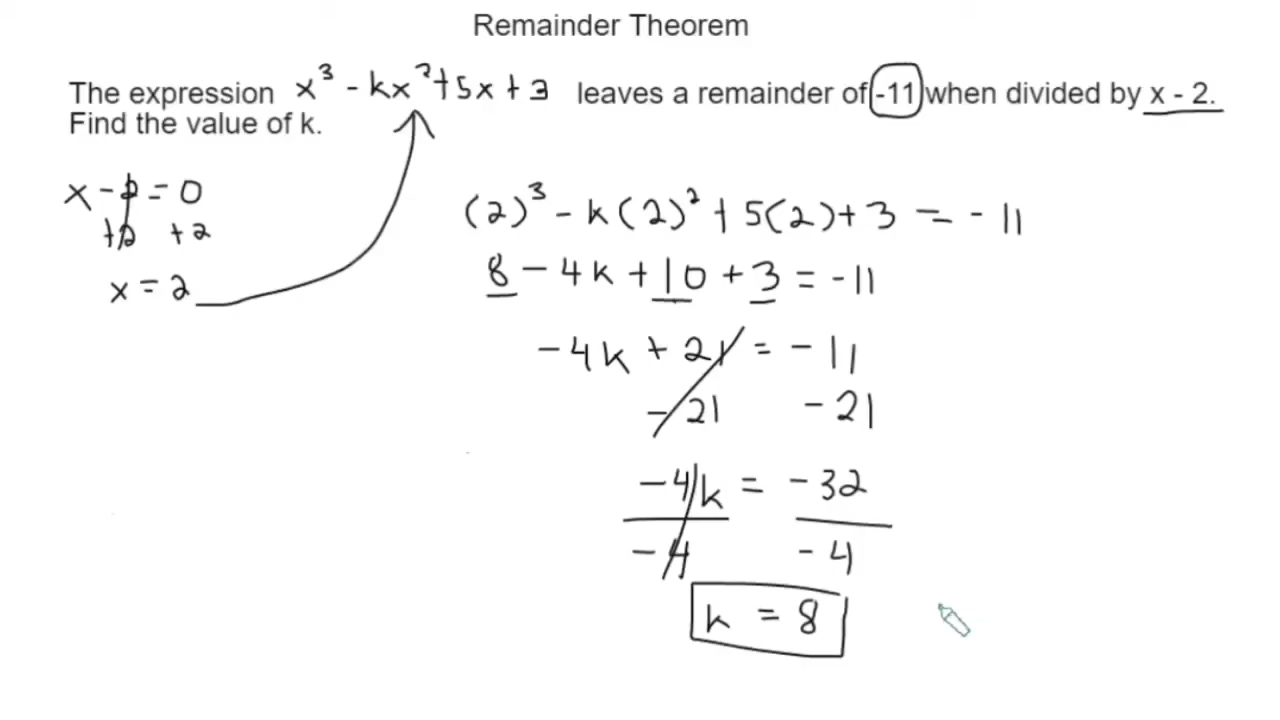 Remainder Theorem
The expression x³ - kx² + 5x + 3 leaves a remainder of -11 when divided by x - 2.
Find the value of k.
x - 2 = 0
+2 +2
x = 2
(2)³ - k(2)² + 5(2) + 3 = -11
8 - 4k + 10 + 3 = -11
-4k + 21 = -11
-21 -21
-4k = -32
-4 -4
k = 8